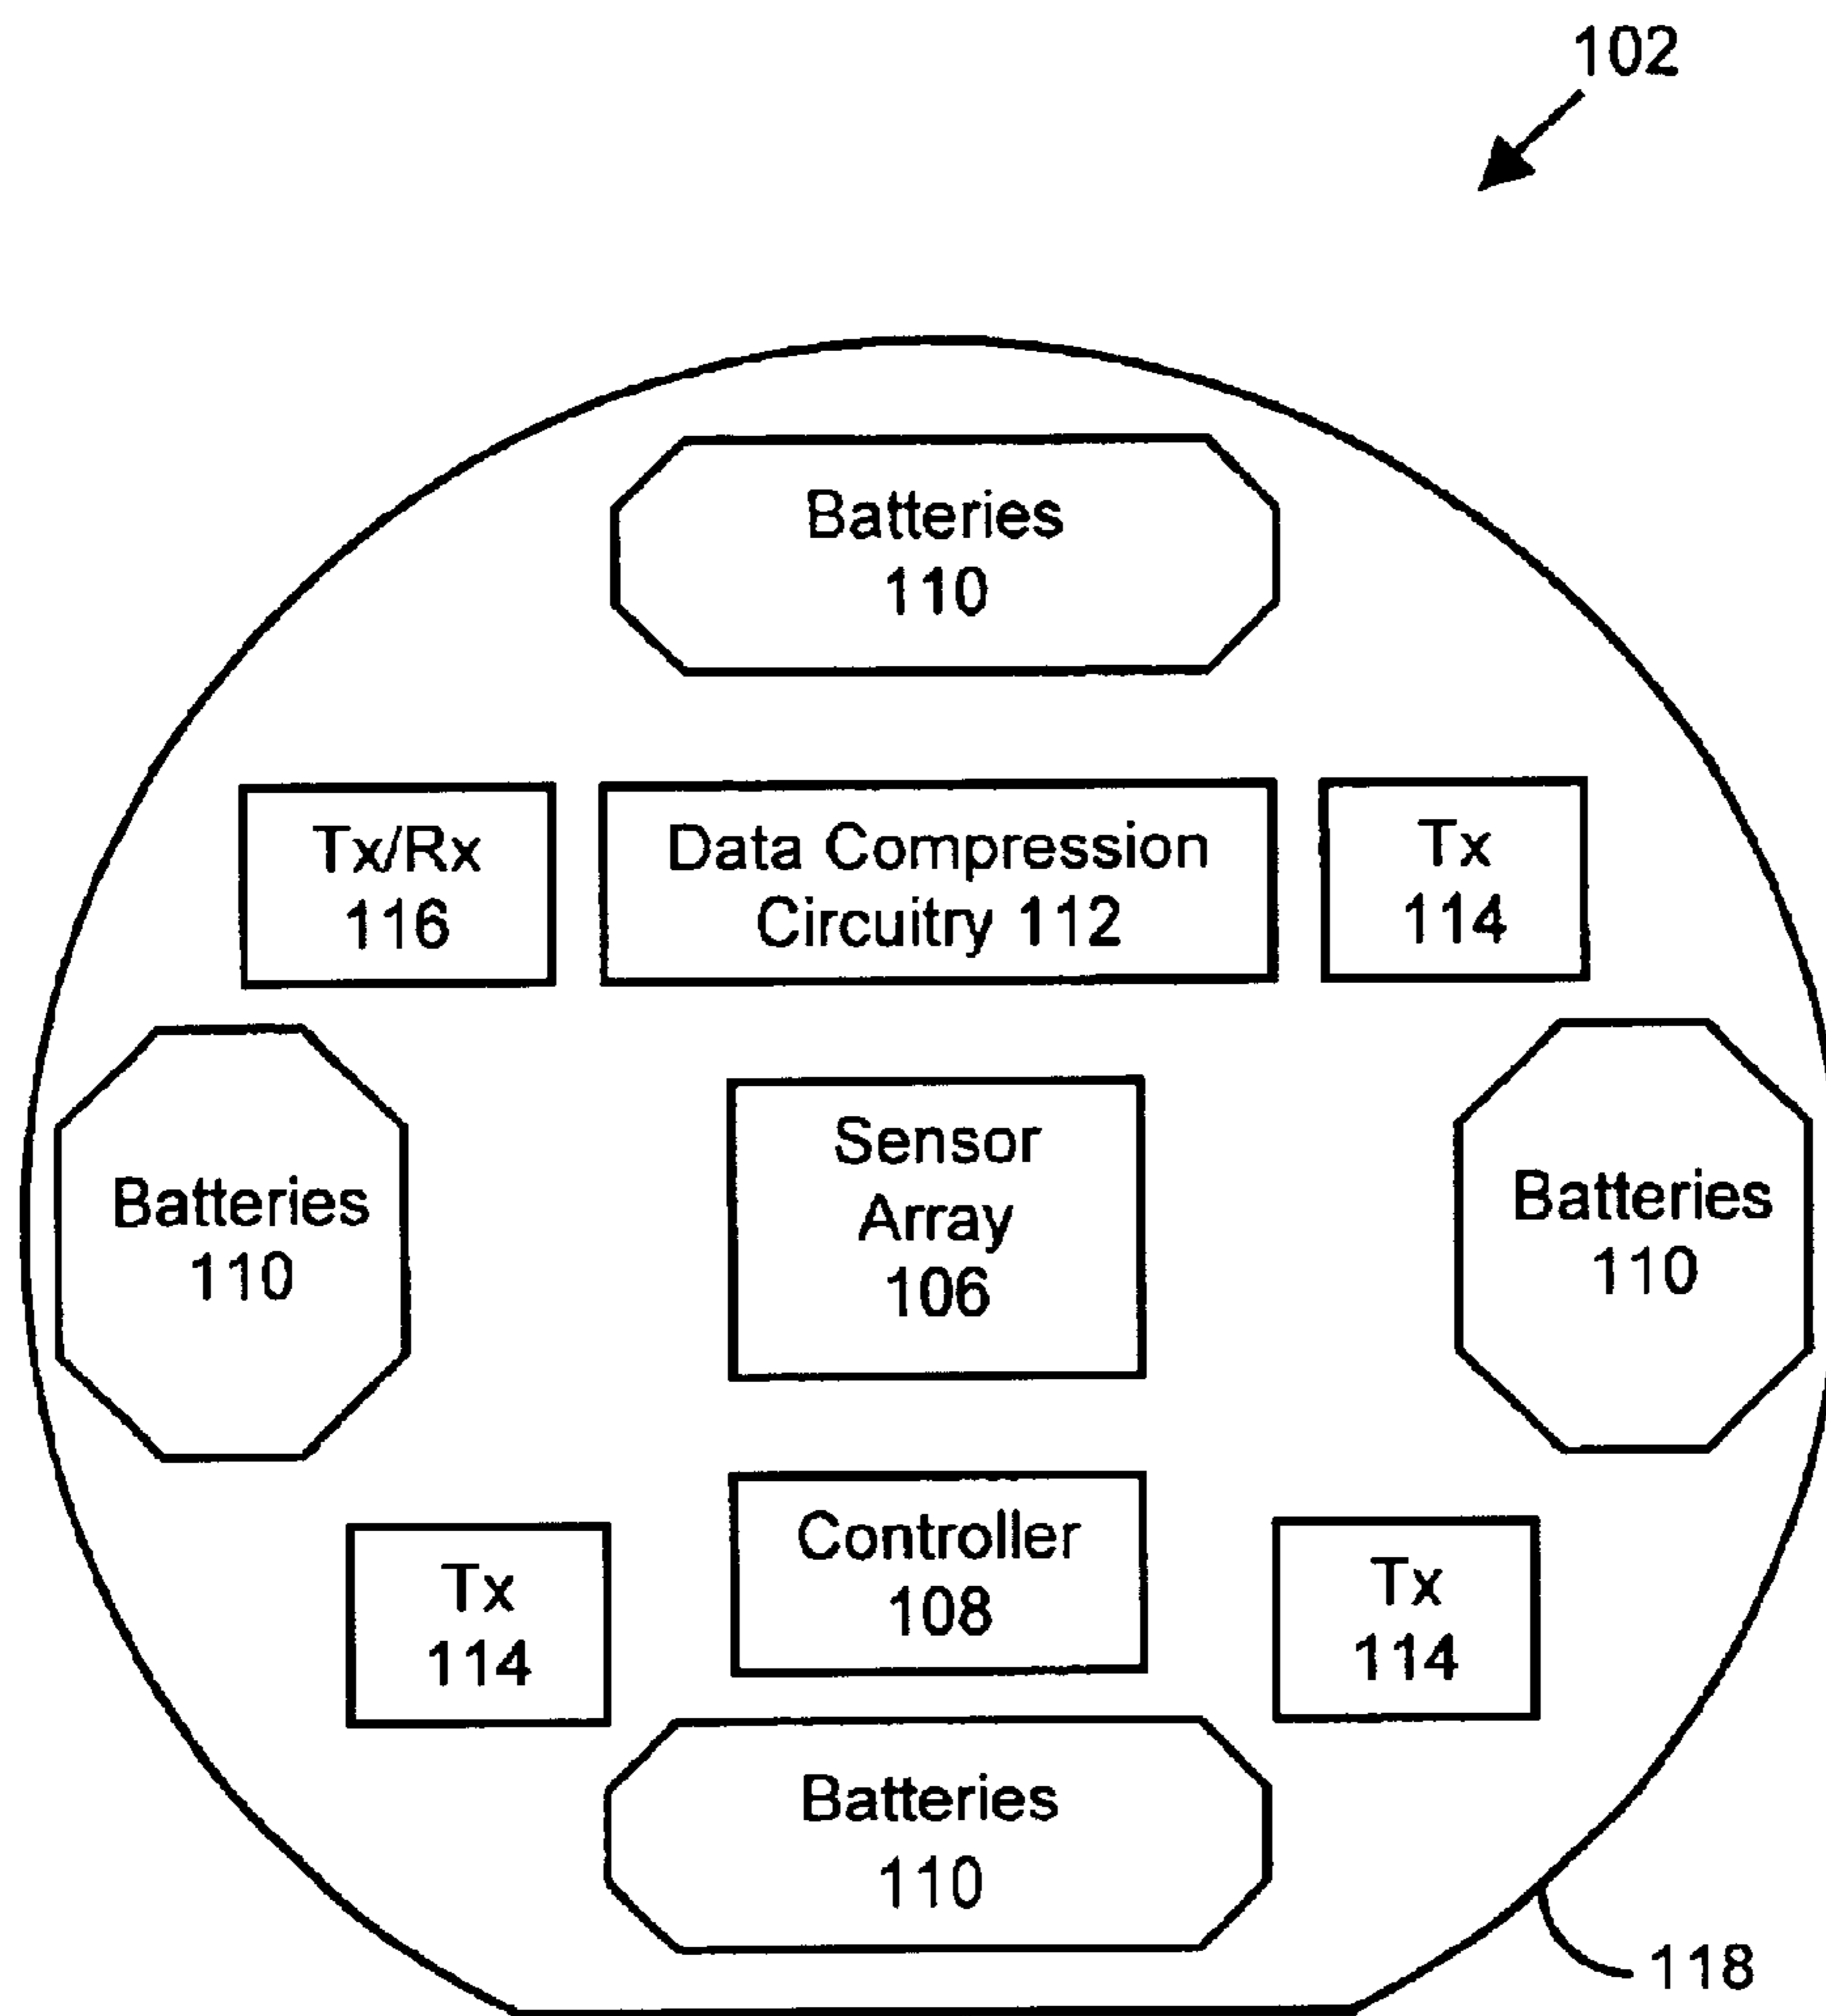 102
Batteries
110
Tx/Rx
116
Data Compression
Circuitry 112
Tx
114
Batteries
110
Sensor
Array
106
Batteries
110
Tx
114
Controller
108
Tx
114
Batteries
110
118